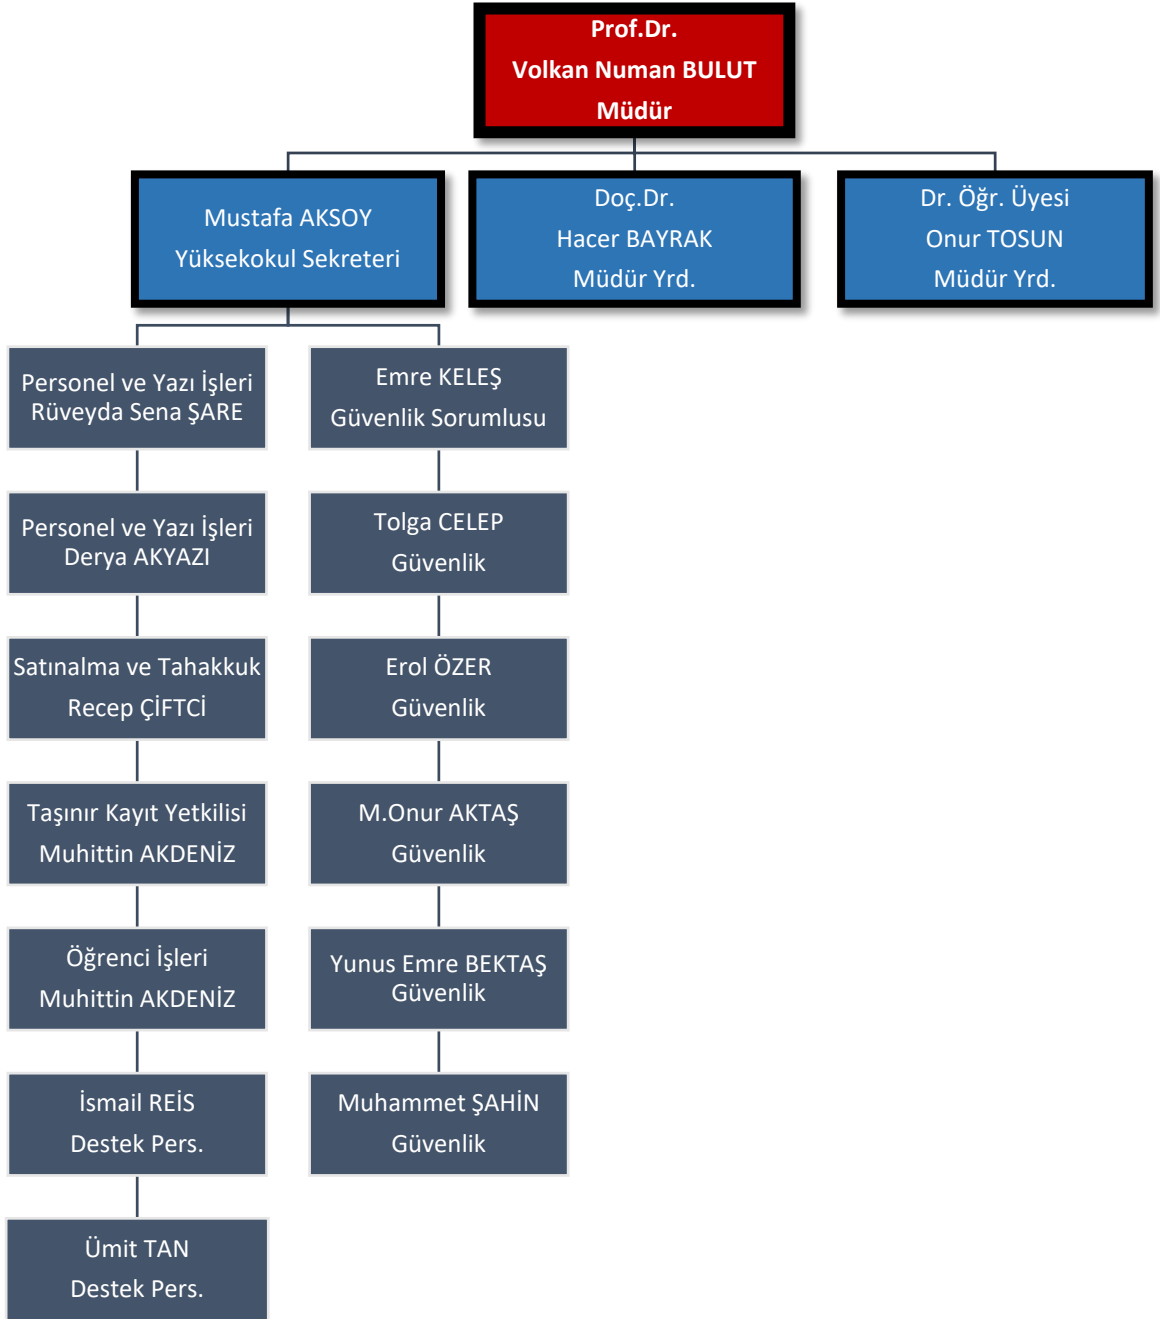 Prof.Dr.
Volkan Numan BULUT
Müdür
Mustafa AKSOY
Yüksekokul Sekreteri
Doç.Dr.
Hacer BAYRAK
Müdür Yrd.
Dr. Öğr. Üyesi
Onur TOSUN
Müdür Yrd.
Personel ve Yazı İşleri
Rüveyda Sena ŞARE
Personel ve Yazı İşleri
Derya AKYAZI
Satınalma ve Tahakkuk
Recep ÇİFTCİ
Taşınır Kayıt Yetkilisi
Muhittin AKDENİZ
Öğrenci İşleri
Muhittin AKDENİZ
İsmail REİS
Destek Pers.
Ümit TAN
Destek Pers.
Emre KELEŞ
Güvenlik Sorumlusu
Tolga CELEP
Güvenlik
Erol ÖZER
Güvenlik
M.Onur AKTAŞ
Güvenlik
Yunus Emre BEKTAŞ
Güvenlik
Muhammet ŞAHİN
Güvenlik